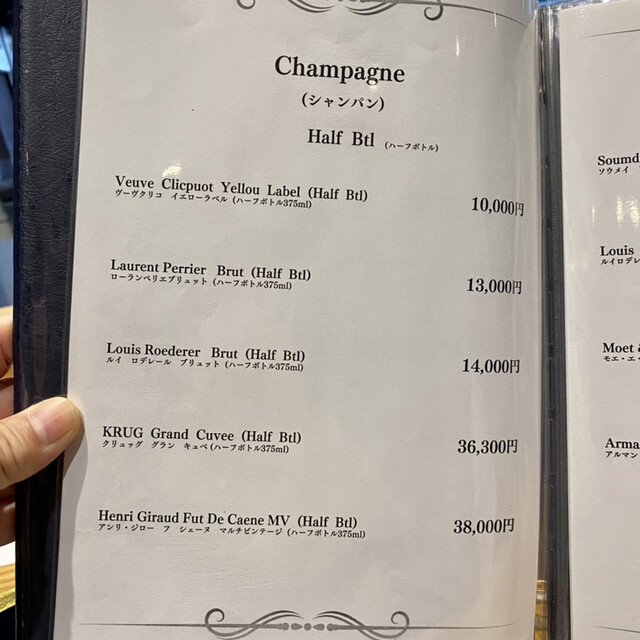 Champagne
(シャンパン)
Half Btl (ハーフボトル)
Veuve Clicpuot Yellou Label (Half Btl)
ヴーヴクリコ イエローラベル (ハーフボトル375ml)
10,000円
Laurent Perrier Brut (Half Btl)
ローランペリエブリュット (ハーフボトル375ml)
13,000円
Louis Roederer Brut (Half Btl)
ルイ ロデレール ブリュット (ハーフボトル375ml)
14,000円
KRUG Grand Cuvee (Half Btl)
クリュッグ グラン キュベ (ハーフボトル375ml)
36,300円
Henri Giraud Fut De Caene MV (Half Btl)
アンリ・ジロー フ シェーヌ マルチビンテージ (ハーフボトル375ml)
38,000円
Soumd
ソウメイ
Louis
ルイロデレ
Moet
モエ・エ・
Arma
アルマン